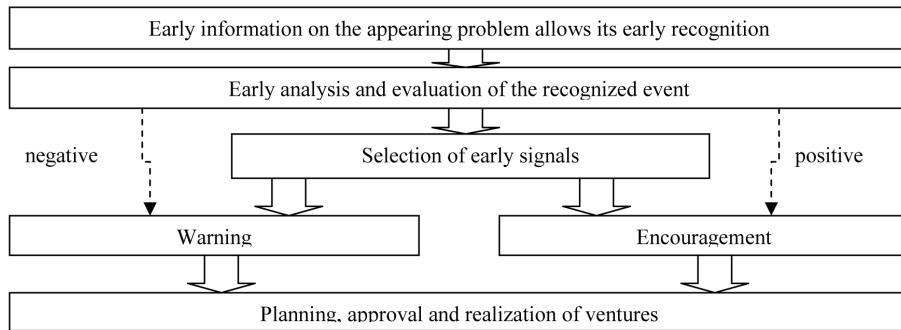 Early information on the appearing problem allows its early recognition
Early analysis and evaluation of the recognized event
negative
Selection of early signals
positive
Warning
Encouragement
Planning, approval and realization of ventures